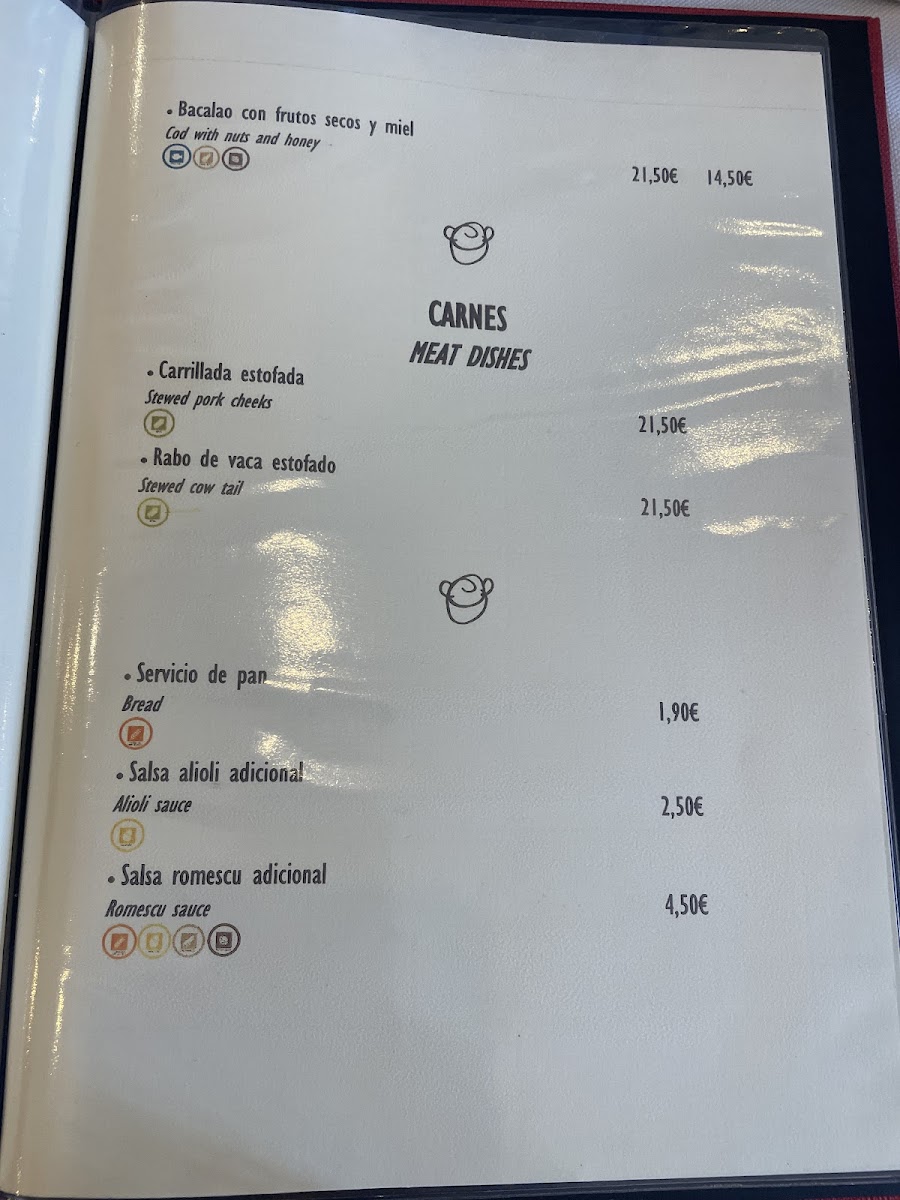 • Bacalao con frutos secos y miel
Cod with nuts and honey
21,50€ 14,50€
CARNES
MEAT DISHES
• Carrillada estofada
Stewed pork cheeks
21,50€
• Rabo de vaca estofado
Stewed cow tail
21,50€
• Servicio de pan
Bread
1,90€
• Salsa alioli adicional
Alioli sauce
2,50€
• Salsa romescu adicional
Romescu sauce
4,50€